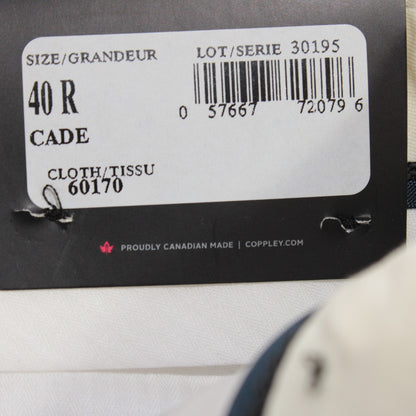 SIZE/GRANDEUR LOT/SERIE 30195
40 R
CADE
0 57667 72079 6
CLOTH/TISSU
60170
PROUDLY CANADIAN MADE | COPPLEY.COM